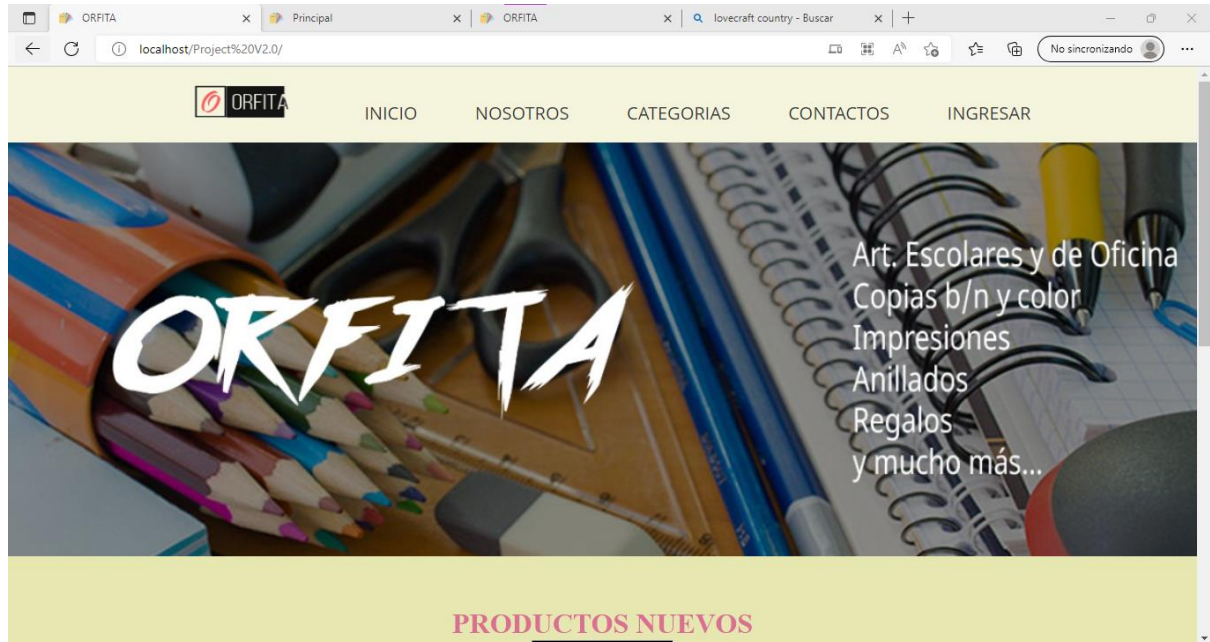 ORFITA
Principal
ORFITA
lovecraft country - Buscar
localhost/Project%20V2.0/
No sincronizando
ORFITA
INICIO
NOSOTROS
CATEGORIAS
CONTACTOS
INGRESAR
ORFITA
Art. Escolares y de Oficina
Copias b/n y color
Impresiones
Anillados
Regalos
y mucho más...
PRODUCTOS NUEVOS